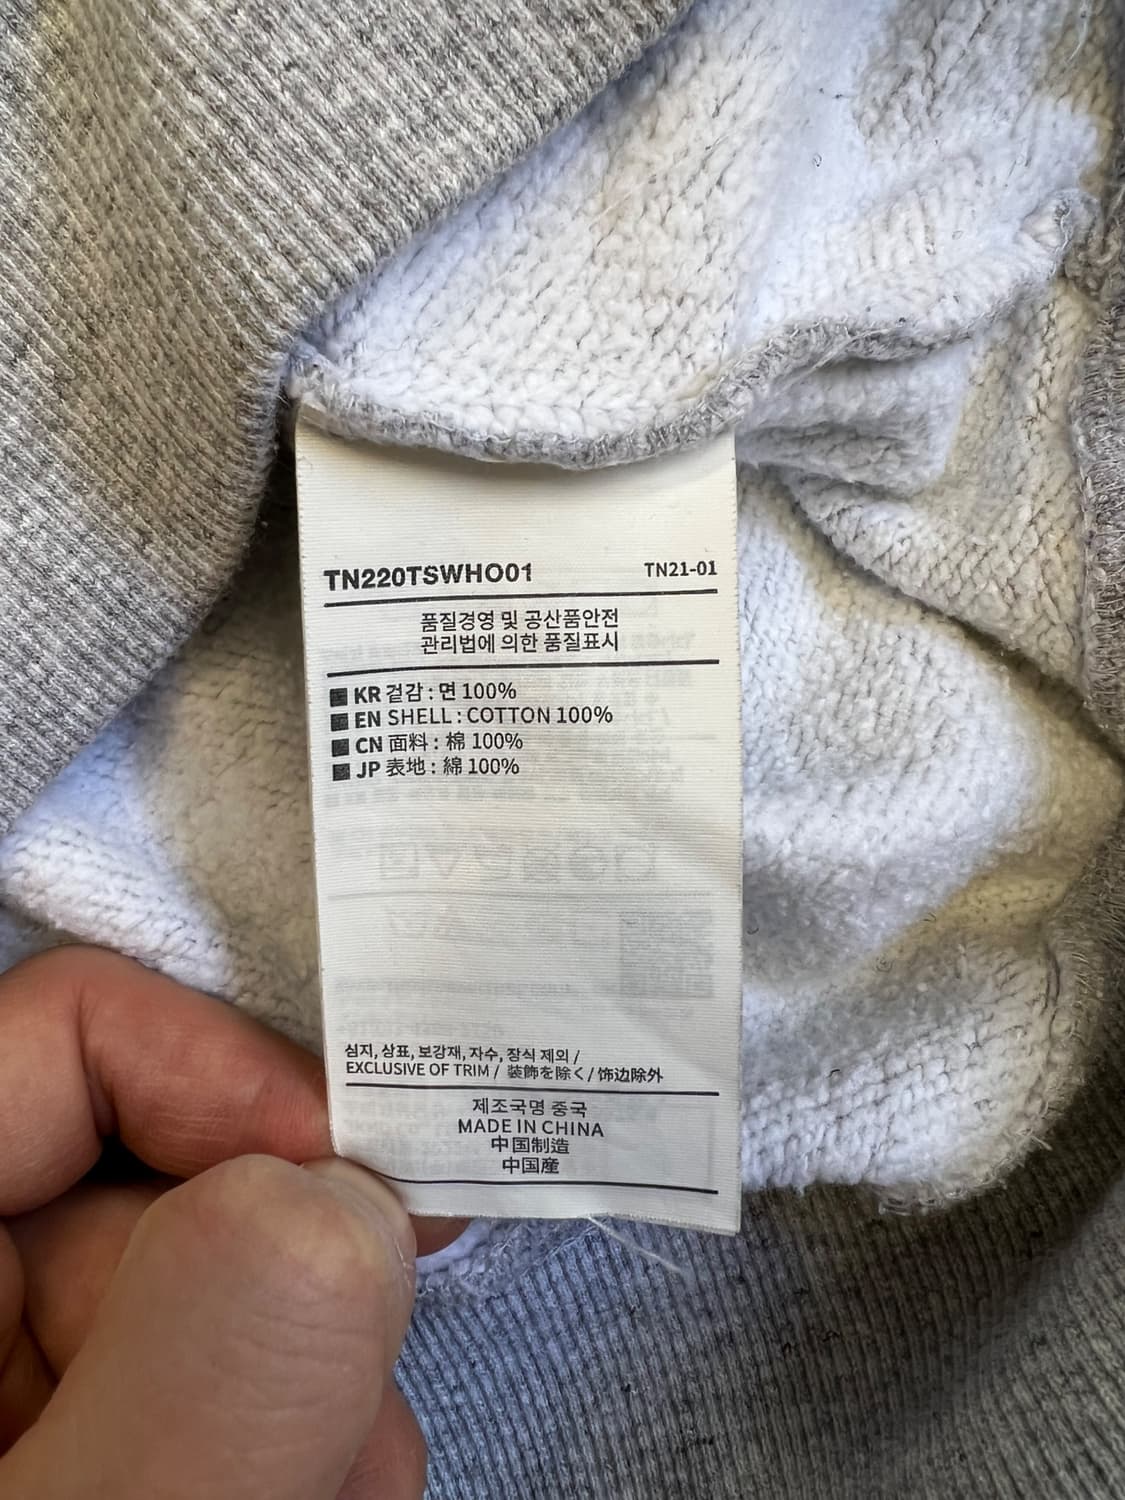 TN220TSWHO01 TN21-01
품질경영 및 공산품안전
관리법에 의한 품질표시
KR 겉감 : 면 100%
EN SHELL : COTTON 100%
CN 面料 : 棉 100%
JP 表地 : 綿 100%
심지, 상표, 보강재, 자수, 장식 제외 /
EXCLUSIVE OF TRIM / 装飾を除く / 饰边除外
제조국명 중국
MADE IN CHINA
中国制造
中国産